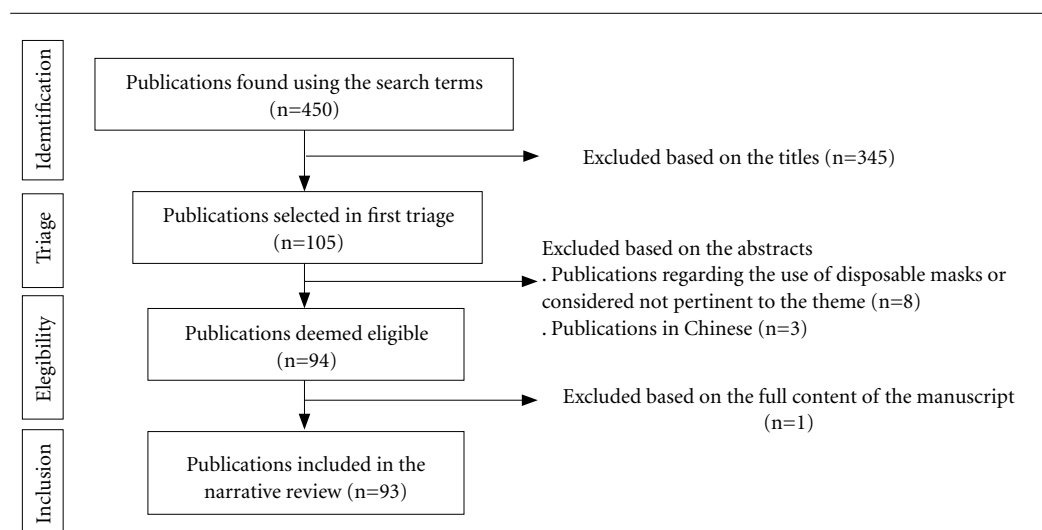 Idemtification
Publications found using the search terms
(n=450)
Excluded based on the titles (n=345)
Triage
Publications selected in first triage
(n=105)
Excluded based on the abstracts
. Publications regarding the use of disposable masks or
considered not pertinent to the theme (n=8)
. Publications in Chinese (n=3)
Elegibility
Publications deemed eligible
(n=94)
Excluded based on the full content of the manuscript
(n=1)
Inclusion
Publications included in the
narrative review (n=93)